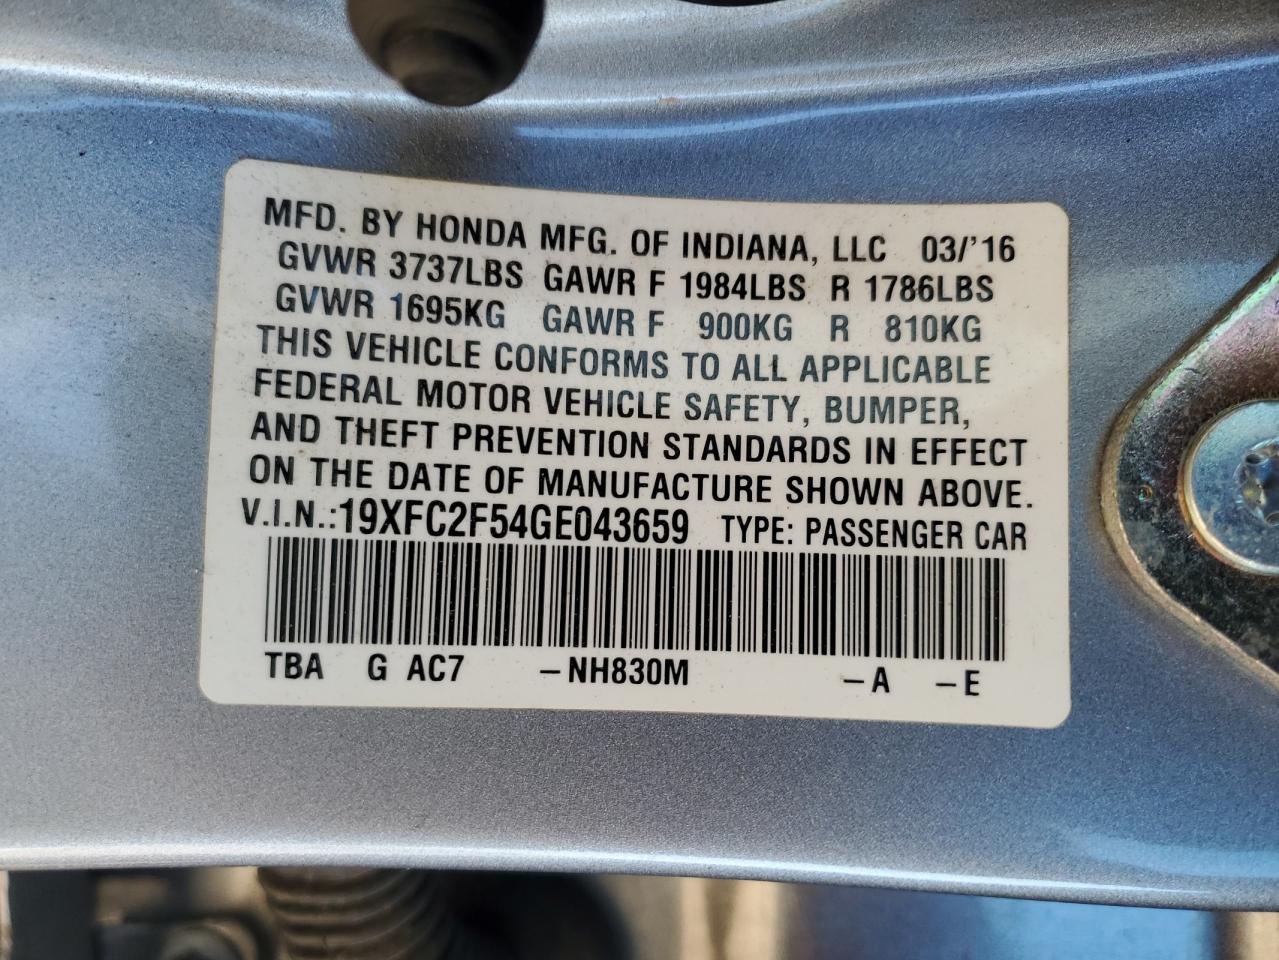 MFD. BY HONDA MFG. OF INDIANA, LLC 03/'16
GVWR 3737LBS GAWR F 1984LBS R 1786LBS
GVWR 1695KG GAWR F 900KG R 810KG
THIS VEHICLE CONFORMS TO ALL APPLICABLE
FEDERAL MOTOR VEHICLE SAFETY, BUMPER,
AND THEFT PREVENTION STANDARDS IN EFFECT
ON THE DATE OF MANUFACTURE SHOWN ABOVE.
V.I.N.:19XFC2F54GE043659 TYPE: PASSENGER CAR
TBA G AC7 –NH830M –A –E